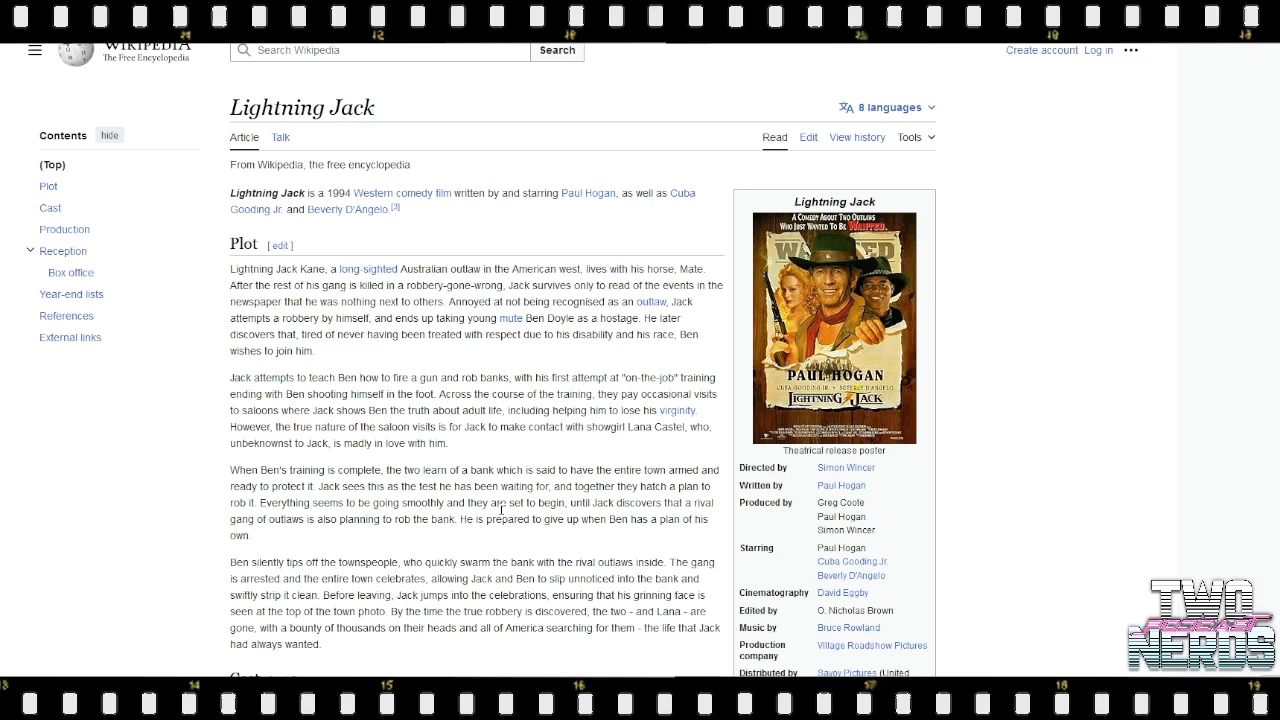 WIKIPEDIA
The Free Encyclopedia
Search Wikipedia
Search
Create account Log in
Lightning Jack
8 languages
Contents hide
(Top)
Plot
Cast
Production
Reception
Box office
Year-end lists
References
External links
Article Talk
Read Edit View history Tools
From Wikipedia, the free encyclopedia
Lightning Jack is a 1994 Western comedy film written by and starring Paul Hogan, as well as Cuba
Gooding Jr. and Beverly D'Angelo.[3]
Plot [ edit ]
Lightning Jack Kane, a long-sighted Australian outlaw in the American west, lives with his horse, Mate.
After the rest of his gang is killed in a robbery-gone-wrong, Jack survives only to read of the events in the
newspaper that he was nothing next to others. Annoyed at not being recognised as an outlaw, Jack
attempts a robbery by himself, and ends up taking young mute Ben Doyle as a hostage. He later
discovers that, tired of never having been treated with respect due to his disability and his race, Ben
wishes to join him.
Jack attempts to teach Ben how to fire a gun and rob banks, with his first attempt at "on-the-job" training
ending with Ben shooting himself in the foot. Across the course of the training, they pay occasional visits
to saloons where Jack shows Ben the truth about adult life, including helping him to lose his virginity.
However, the true nature of the saloon visits is for Jack to make contact with showgirl Lana Castel, who,
unbeknownst to Jack, is madly in love with him.
When Ben's training is complete, the two learn of a bank which is said to have the entire town armed and
ready to protect it. Jack sees this as the test he has been waiting for, and together they hatch a plan to
rob it. Everything seems to be going smoothly and they are set to begin, until Jack discovers that a rival
gang of outlaws is also planning to rob the bank. He is prepared to give up when Ben has a plan of his
own.
Ben silently tips off the townspeople, who quickly swarm the bank with the rival outlaws inside. The gang
is arrested and the entire town celebrates, allowing Jack and Ben to slip unnoticed into the bank and
swiftly strip it clean. Before leaving, Jack jumps into the celebrations, ensuring that his grinning face is
seen at the top of the town photo. By the time the true robbery is discovered, the two - and Lana - are
gone, with a bounty of thousands on their heads and all of America searching for them - the life that Jack
had always wanted.
Lightning Jack
A COMEDY ABOUT TWO OUTLAWS
WHO JUST WANTED TO BE WANTED.
WANTED
PAUL HOGAN
CUBA GOODING JR. BEVERLY D'ANGELO
LIGHTNING JACK
Theatrical release poster
Directed by Simon Wincer
Written by Paul Hogan
Produced by Greg Coote
Paul Hogan
Simon Wincer
Starring Paul Hogan
Cuba Gooding Jr.
Beverly D'Angelo
Cinematography David Eggby
Edited by O. Nicholas Brown
Music by Bruce Rowland
Production Village Roadshow Pictures
company
Distributed by Savoy Pictures (United
TWO
NERDS
13 14 15 16 17 18 19